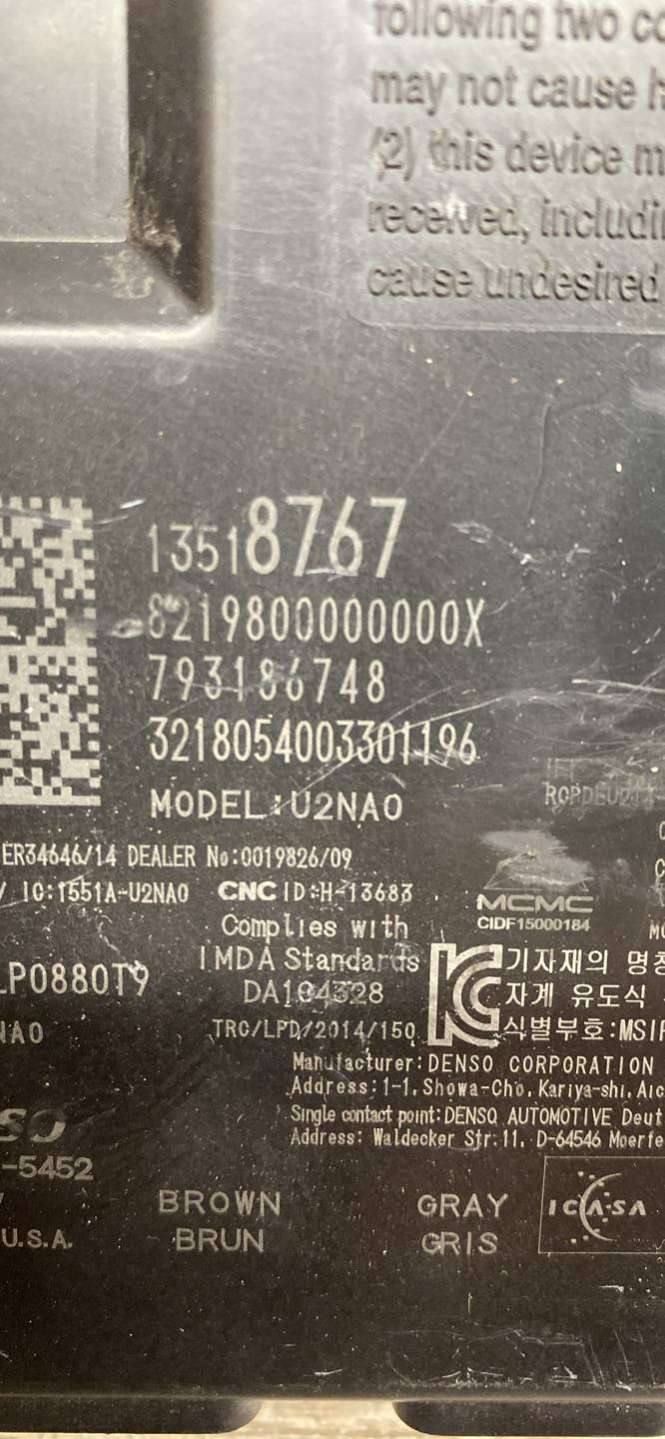 following two co
may not cause h
(2) this device m
received, includi
cause undesired
13518767
8219800000000X
793186748
3218054003301196
MODEL:U2NAO
ER34646/14 DEALER No:0019826/09
/ IC:1551A-U2NAO CNC ID:H-13683
MCMC
CIDF15000184
Complies with
IMDA Standards
DA104328
LP0880T9
기자재의 명칭
자계 유도식
식별부호:MSIP
NAO
TRC/LPD/2014/150
Manufacturer:DENSO CORPORATION
Address:1-1, Showa-Cho, Kariya-shi, Aic
Single contact point:DENSO AUTOMOTIVE Deut
Address: Waldecker Str.11, D-64546 Moerfe
SO
-5452
U.S.A.
BROWN
BRUN
GRAY
GRIS
ICASA